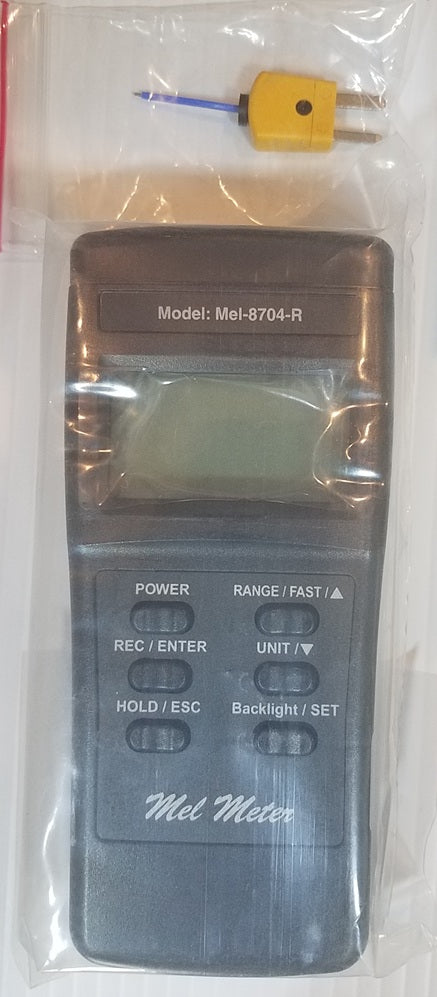 Model: Mel-8704-R
POWER RANGE / FAST / ▲
REC / ENTER UNIT / ▼
HOLD / ESC Backlight / SET
Mel Meter